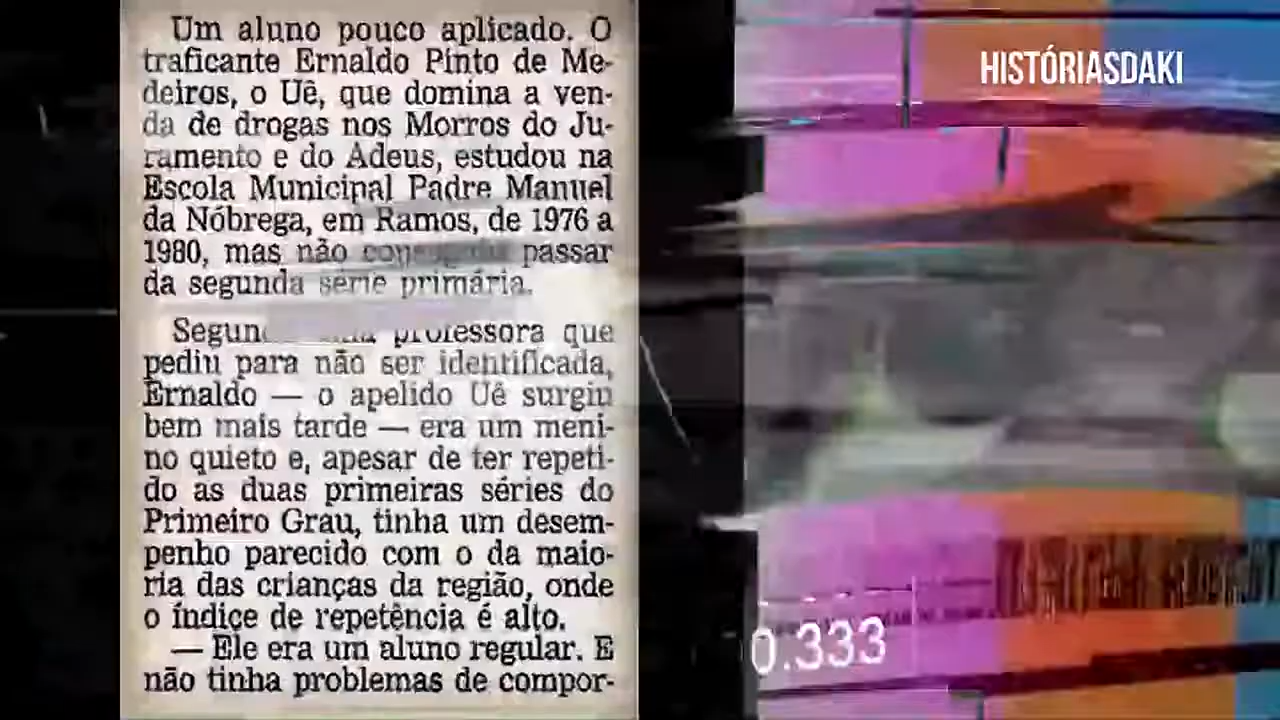 Um aluno pouco aplicado. O
traficante Ernaldo Pinto de Me-
deiros, o Uê, que domina a ven-
da de drogas nos Morros do Ju-
ramento e do Adeus, estudou na
Escola Municipal Padre Manuel
da Nóbrega, em Ramos, de 1976 a
1980, mas não conseguiu passar
da segunda série primária.
professora que
pediu para não ser identificada,
Ernaldo — o apelido Uê surgiu
bem mais tarde — era um meni-
no quieto e, apesar de ter repeti-
do as duas primeiras séries do
Primeiro Grau, tinha um desem-
penho parecido com o da maio-
ria das crianças da região, onde
o índice de repetência é alto.
— Ele era um aluno regular. E
não tinha problemas de compor-
HISTÓRIASDAKI
0.333